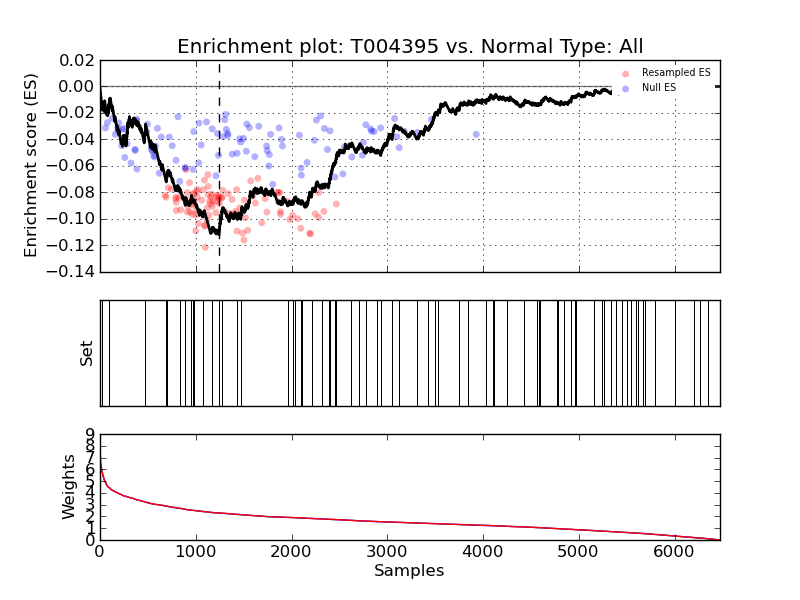 Enrichment plot: T004395 vs. Normal Type: All
Enrichment score (ES)
0.02
0.00
−0.02
−0.04
−0.06
−0.08
−0.10
−0.12
−0.14
Resampled ES
Null ES
Set
Weights
9
8
7
6
5
4
3
2
1
0
0 1000 2000 3000 4000 5000 6000
Samples